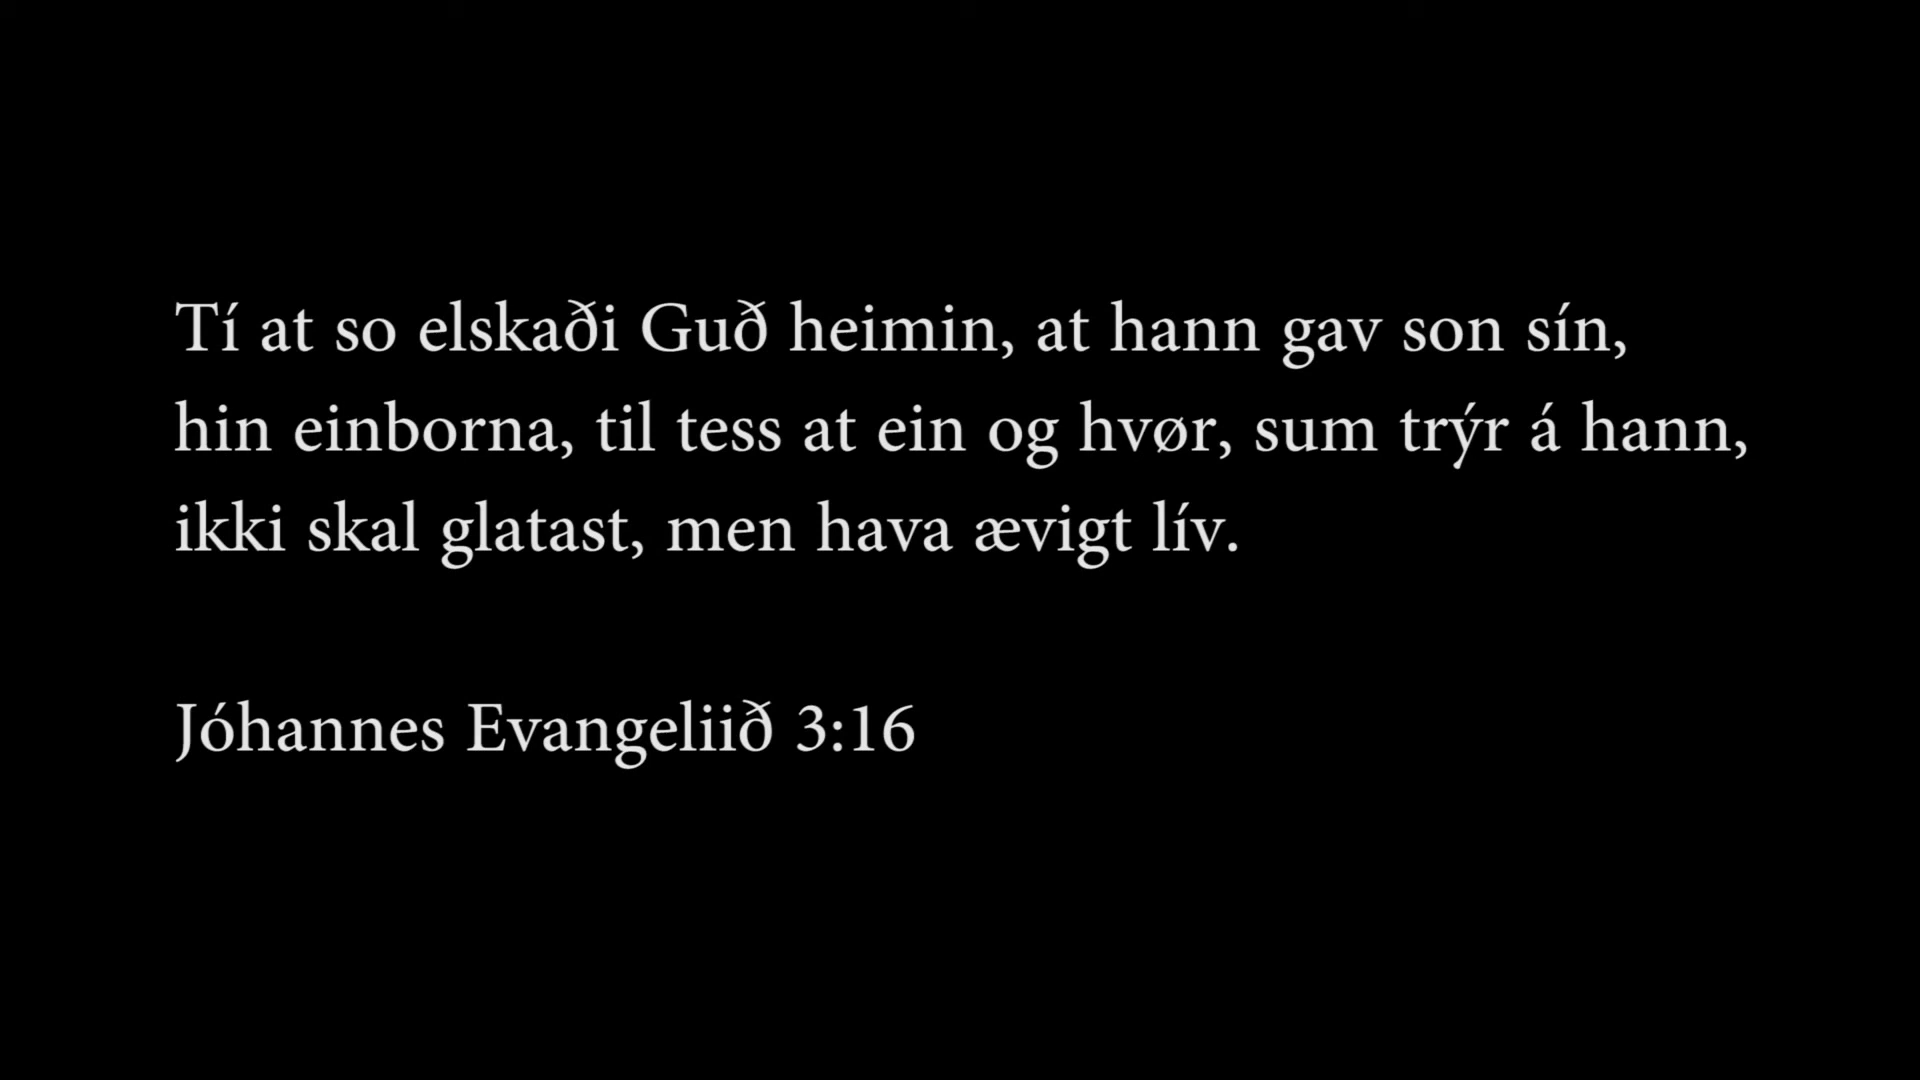 Tí at so elskaði Guð heimin, at hann gav son sín,
hin einborna, til tess at ein og hvør, sum trýr á hann,
ikki skal glatast, men hava ævigt lív.
Jóhannes Evangeliið 3:16